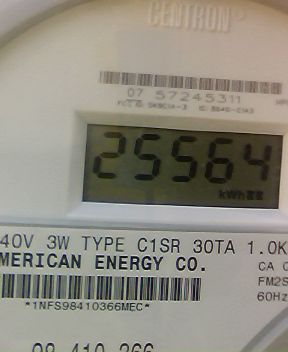 CENTRON®
07 57245311
25564
kWh
40V 3W TYPE C1SR 30TA 1.0K
MERICAN ENERGY CO.
CA 0
FM2S
60Hz
*1NFS98410366MEC*
98 410 366